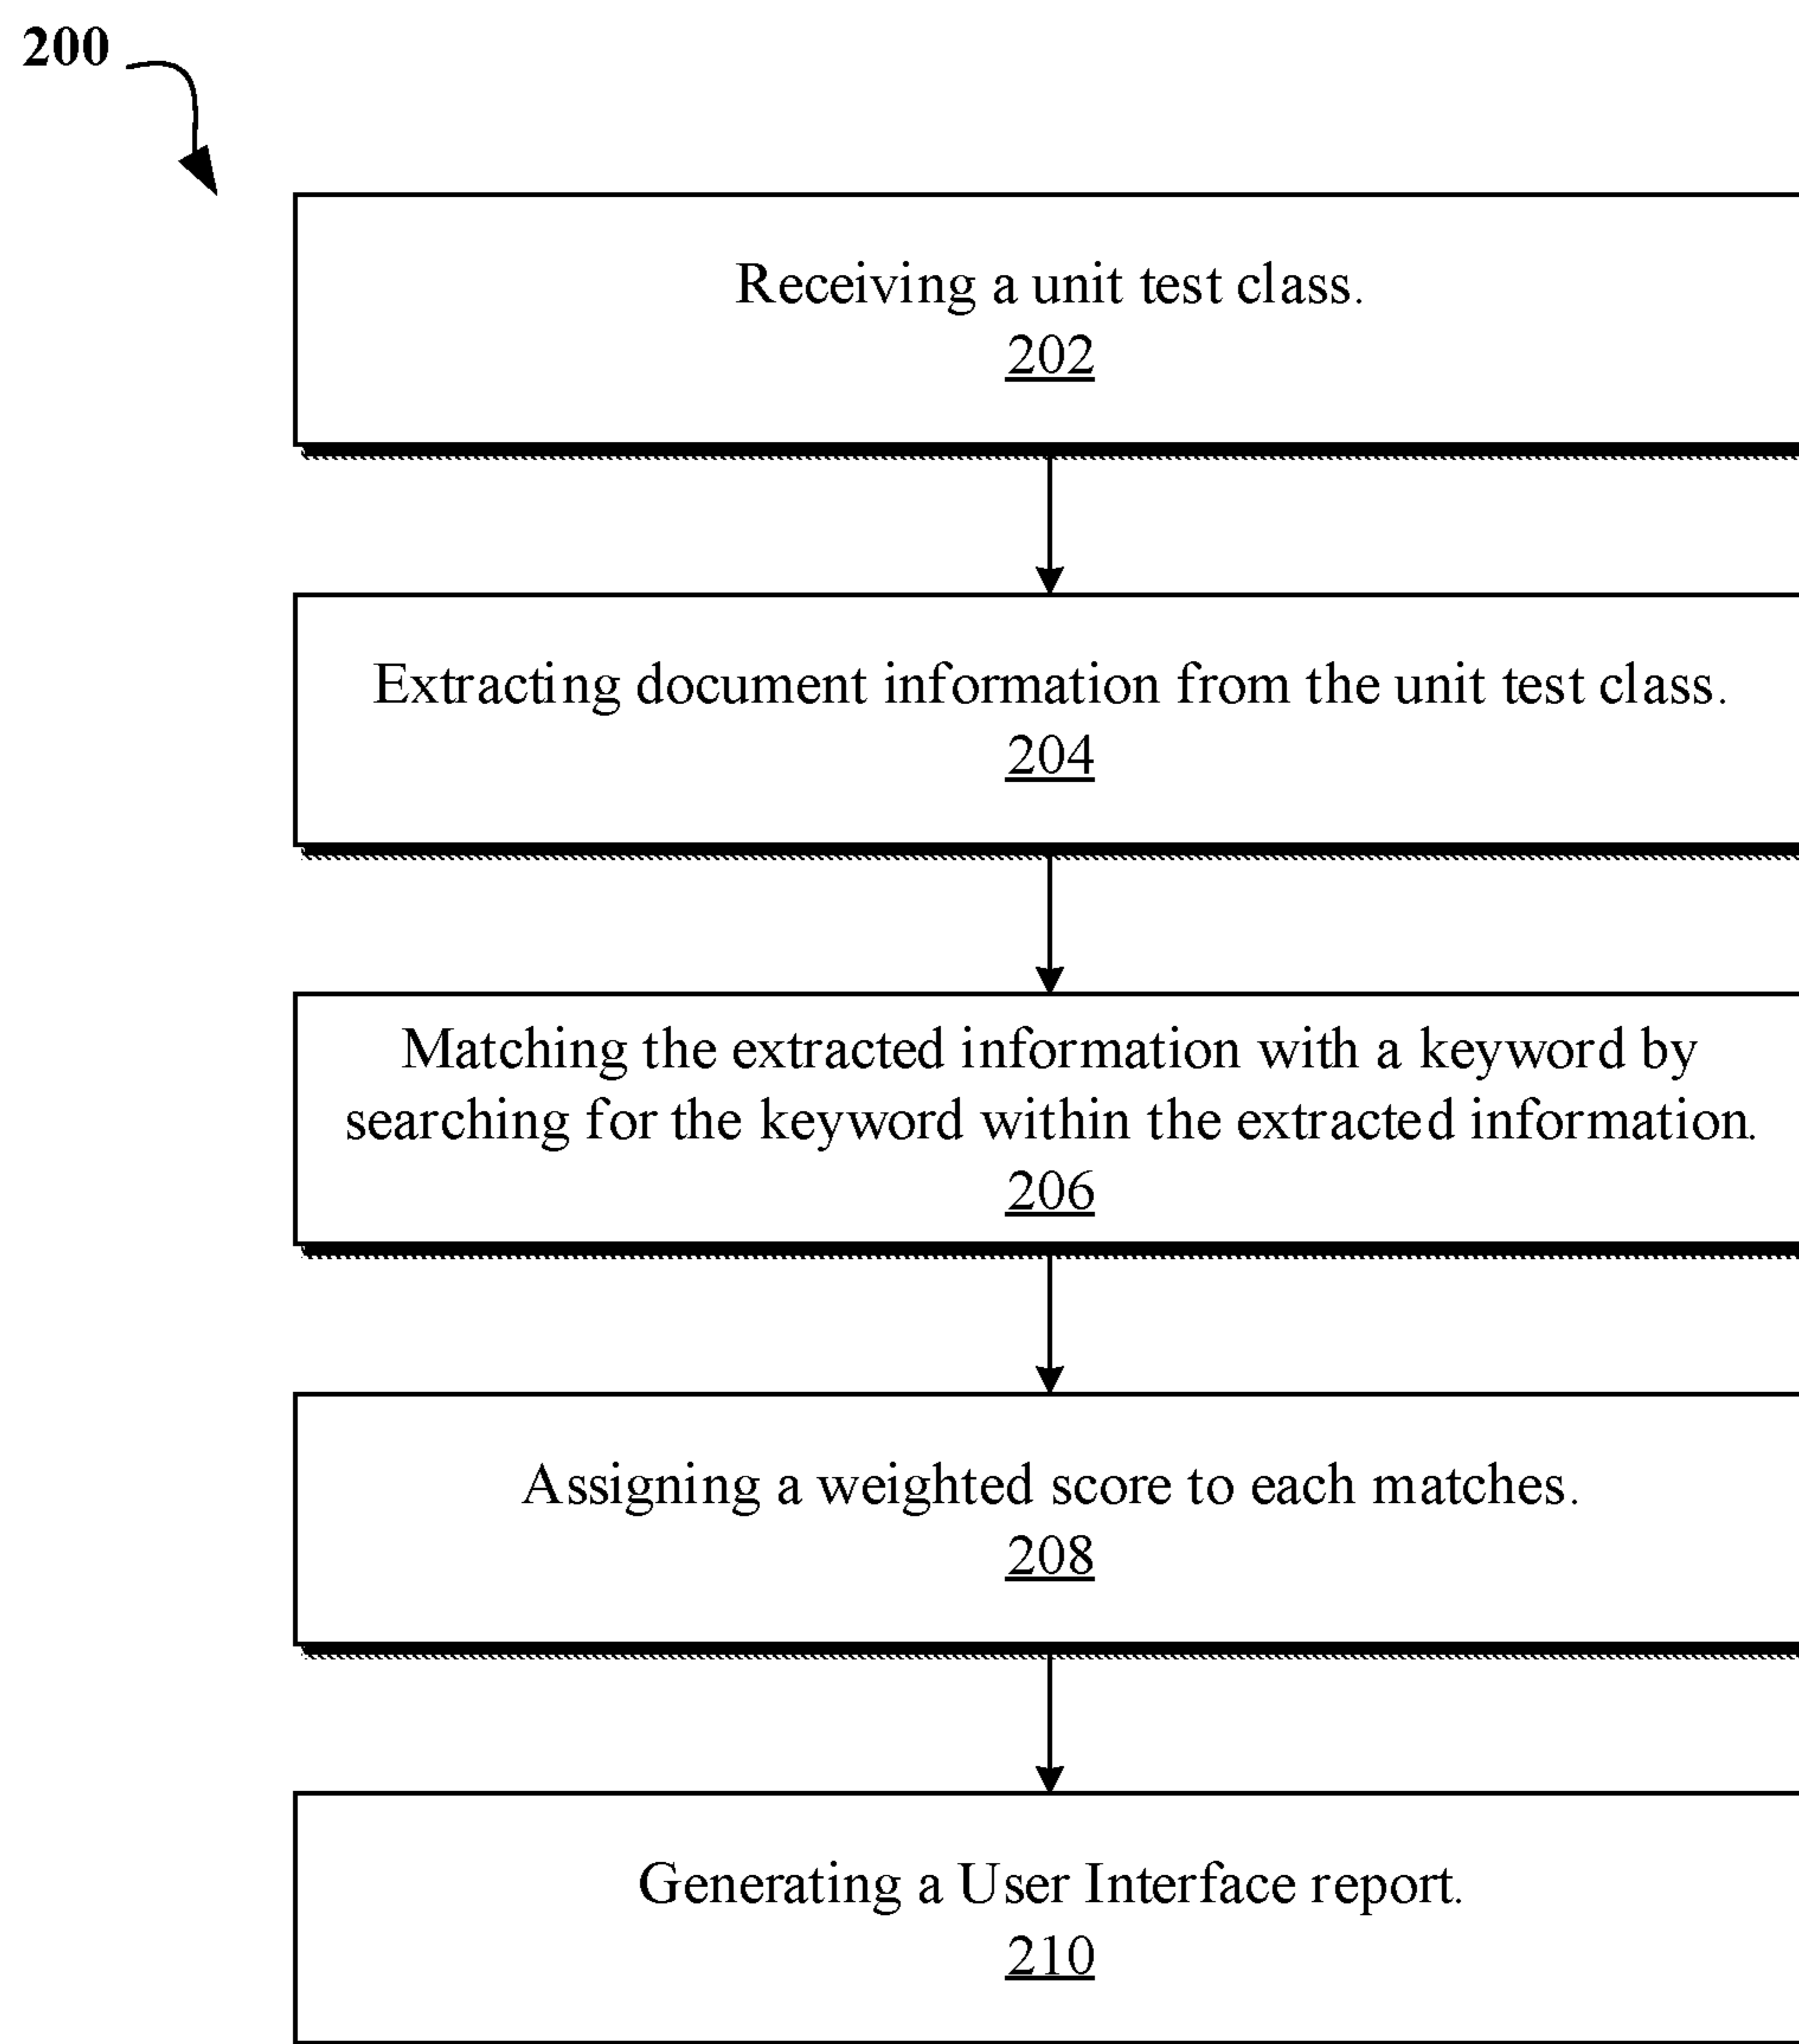 200
Receiving a unit test class.
202
Extracting document information from the unit test class.
204
Matching the extracted information with a keyword by
searching for the keyword within the extracted information.
206
Assigning a weighted score to each matches.
208
Generating a User Interface report.
210